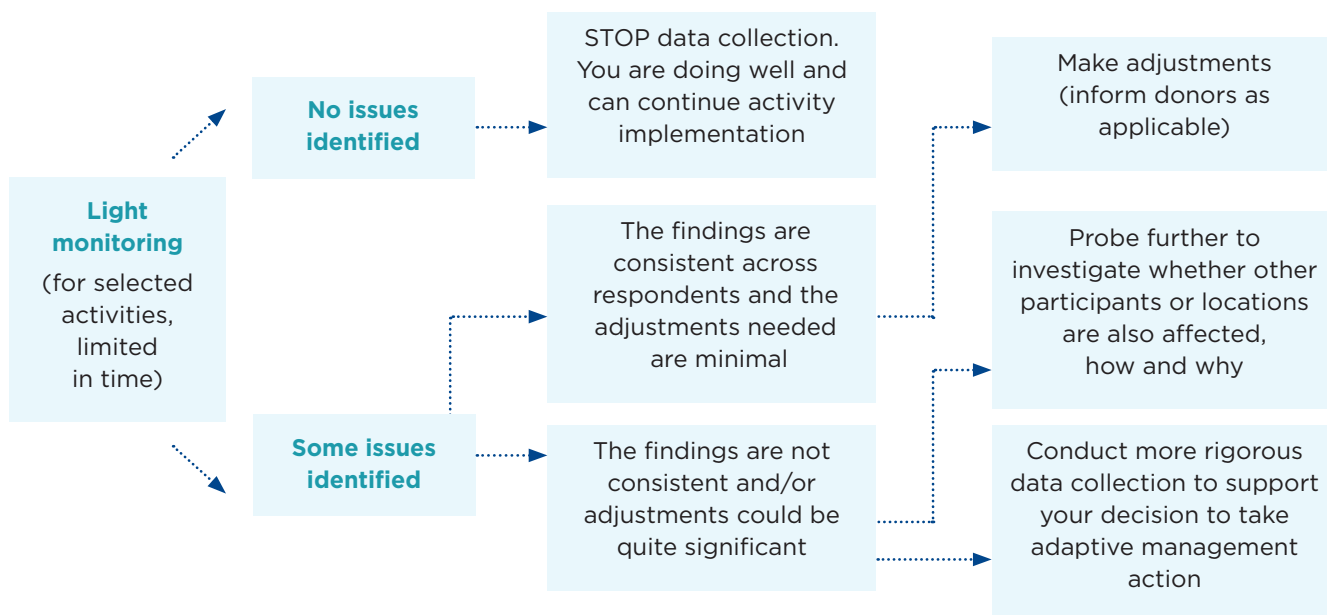 Light
monitoring
(for selected
activities,
limited
in time)
No issues
identified
STOP data collection.
You are doing well and
can continue activity
implementation
Some issues
identified
The findings are
consistent across
respondents and the
adjustments needed
are minimal
Make adjustments
(inform donors as
applicable)
The findings are not
consistent and/or
adjustments could be
quite significant
Probe further to
investigate whether other
participants or locations
are also affected,
how and why
Conduct more rigorous
data collection to support
your decision to take
adaptive management
action